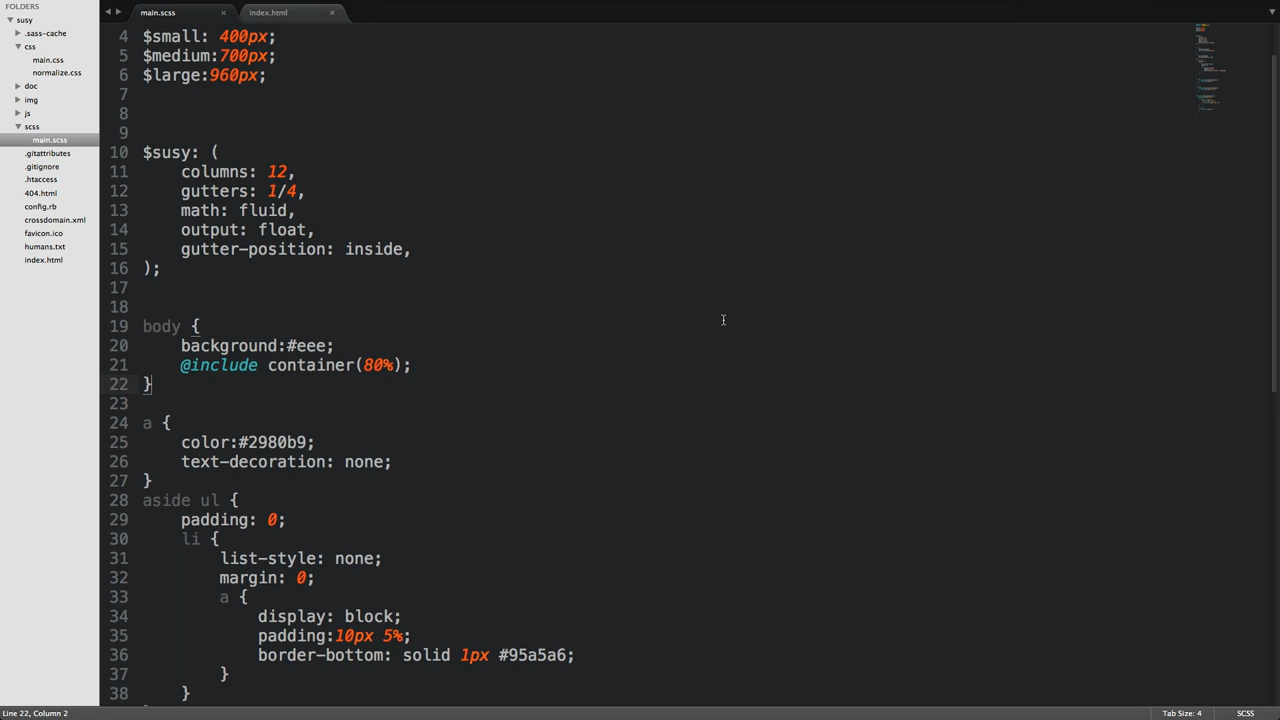 FOLDERS
susy
.sass-cache
css
main.css
normalize.css
doc
img
js
scss
main.scss
.gitattributes
.gitignore
.htaccess
404.html
config.rb
crossdomain.xml
favicon.ico
humans.txt
index.html
main.scss × index.html ×
4 $small: 400px;
5 $medium:700px;
6 $large:960px;
7
8
9
10 $susy: (
11 columns: 12,
12 gutters: 1/4,
13 math: fluid,
14 output: float,
15 gutter-position: inside,
16 );
17
18
19 body {
20 background:#eee;
21 @include container(80%);
22 }
23
24 a {
25 color:#2980b9;
26 text-decoration: none;
27 }
28 aside ul {
29 padding: 0;
30 li {
31 list-style: none;
32 margin: 0;
33 a {
34 display: block;
35 padding:10px 5%;
36 border-bottom: solid 1px #95a5a6;
37 }
38 }
Line 22, Column 2 Tab Size: 4 SCSS